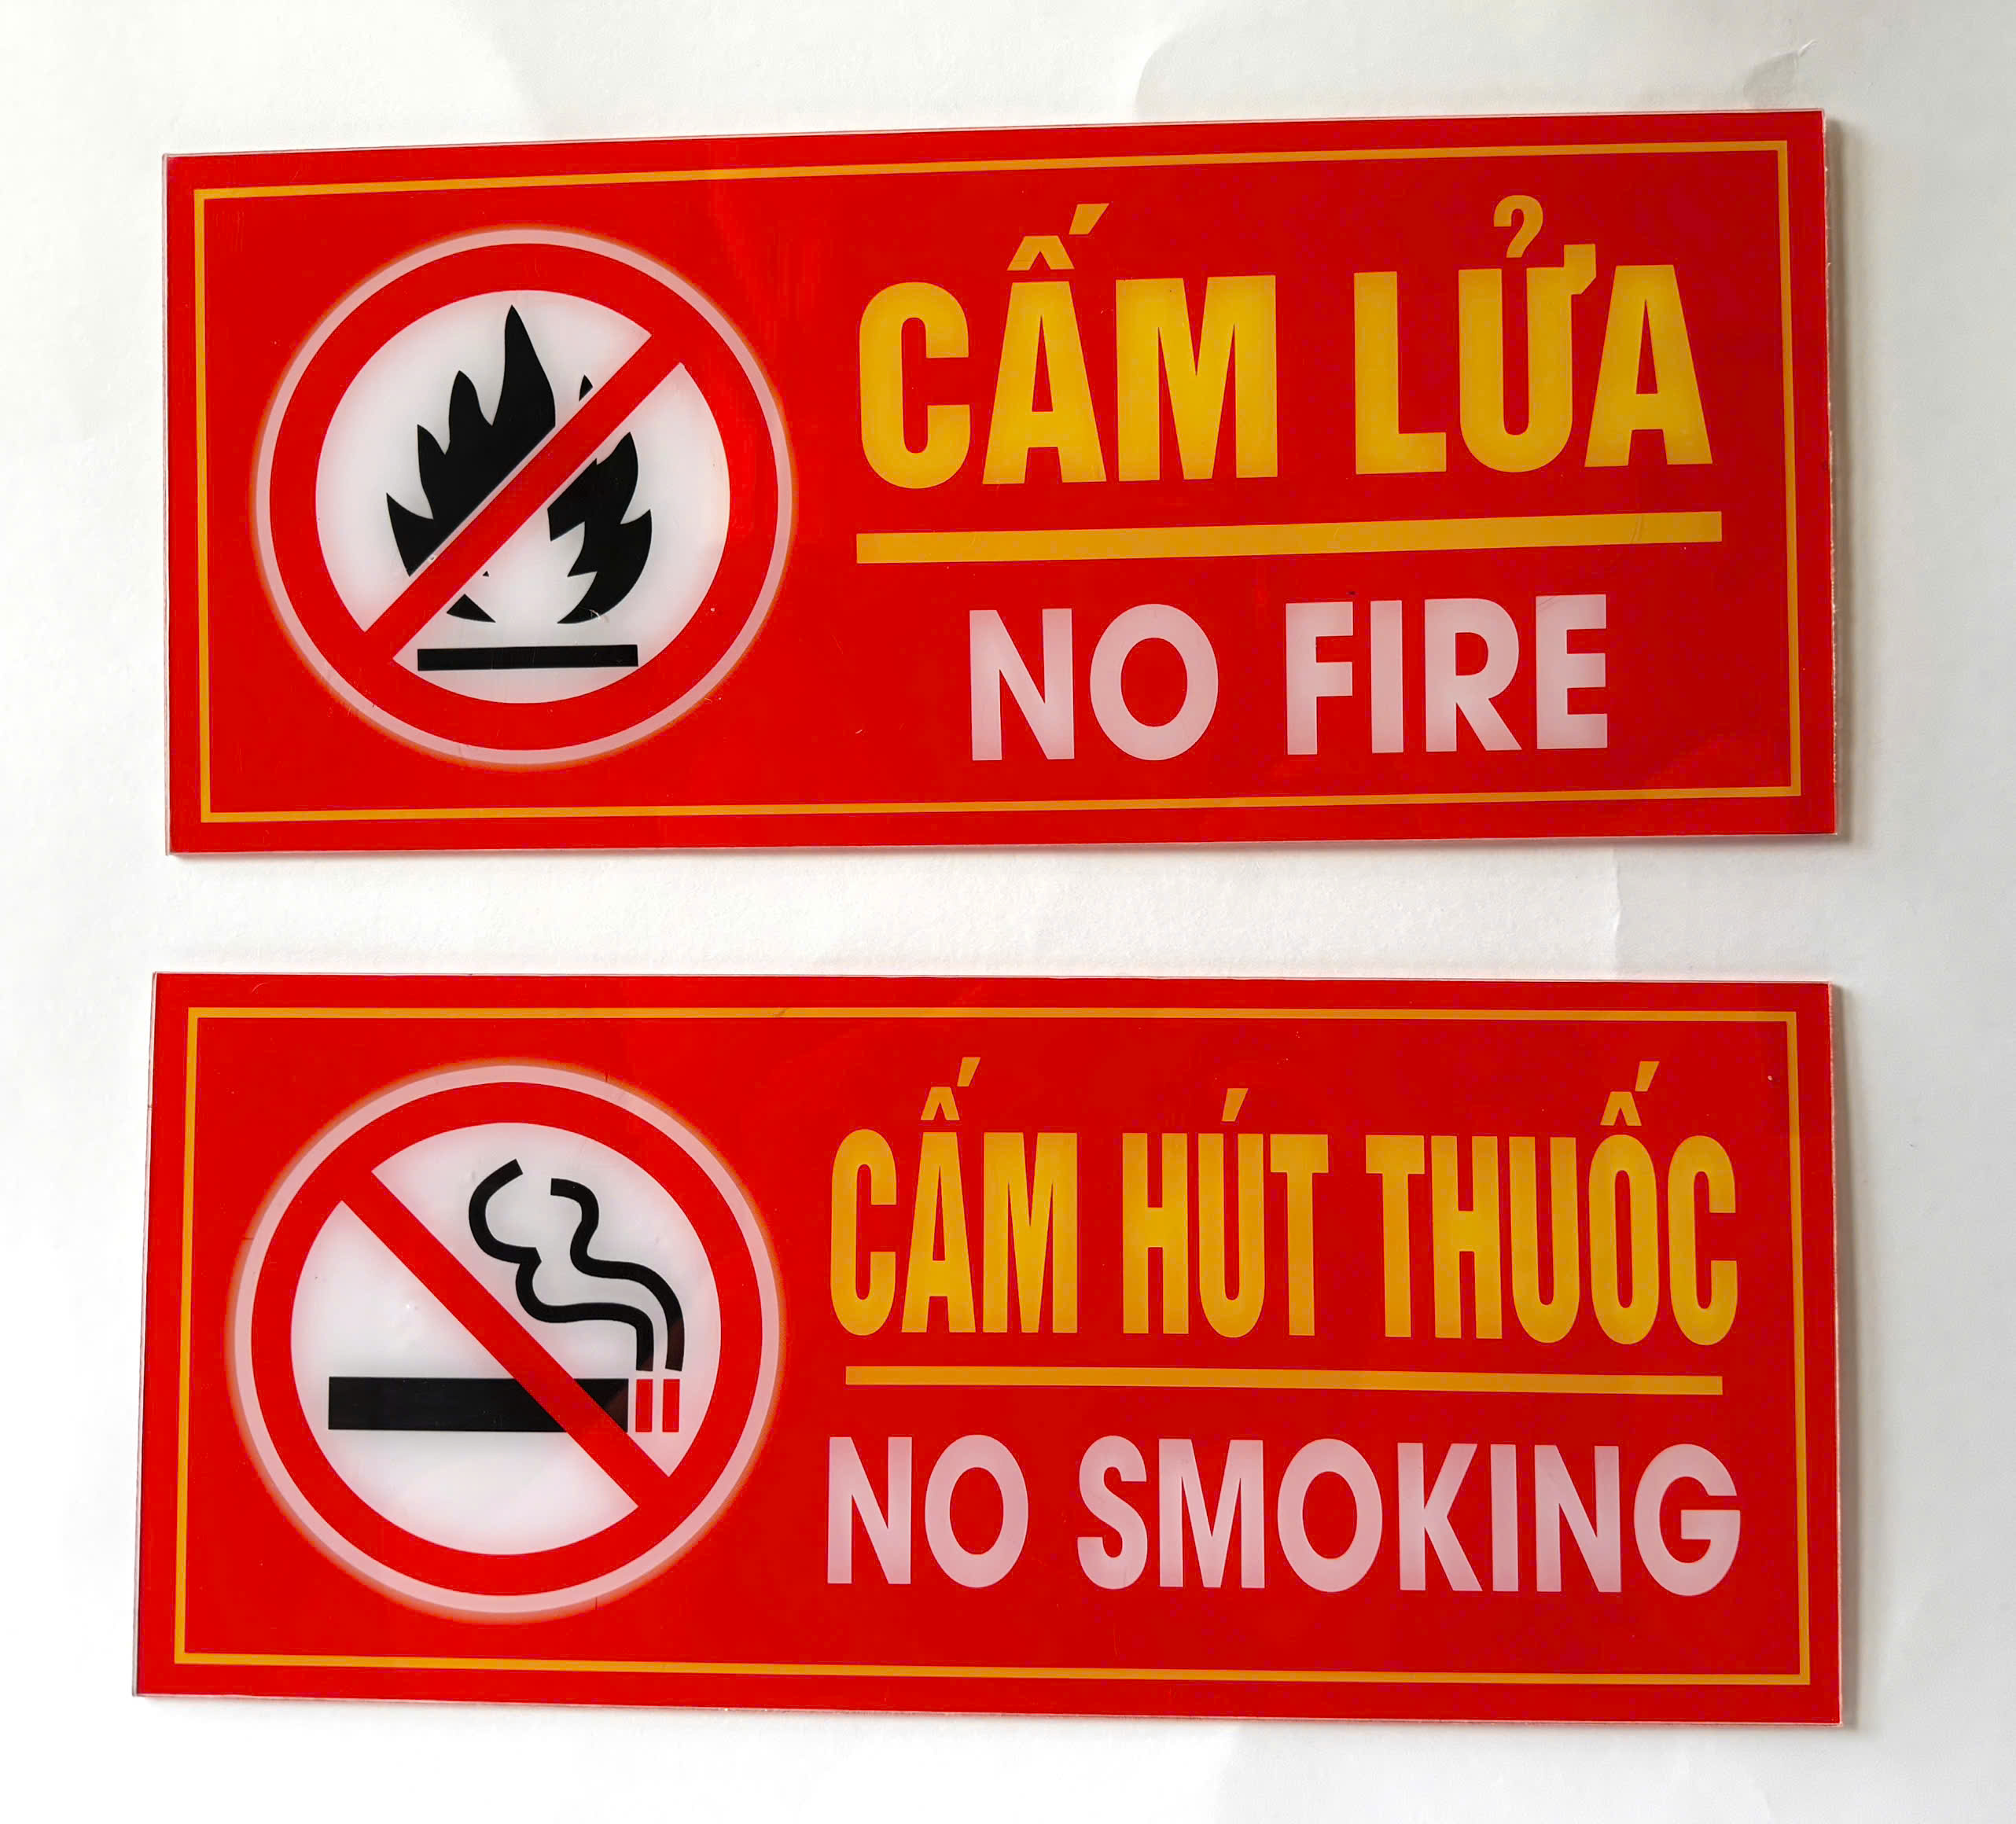 CẤM LỬA
NO FIRE
CẤM HÚT THUỐC
NO SMOKING